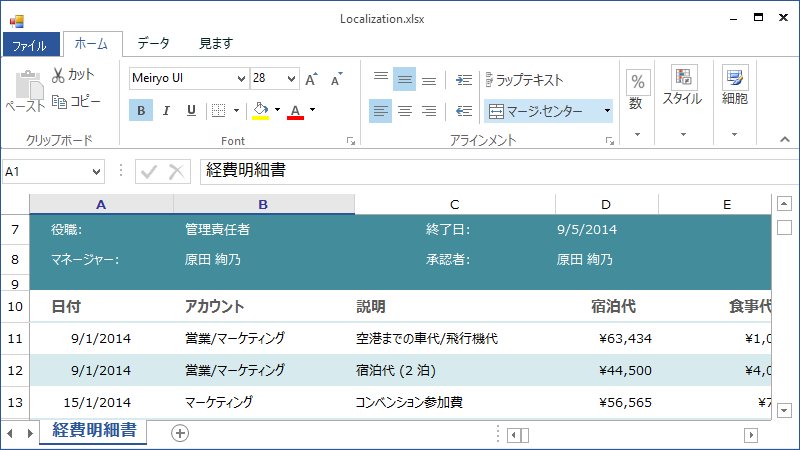 Localization.xlsx
ファイル ホーム データ 見ます
ペースト カット コピー クリップボード
Meiryo UI 28 A A
B I U A
Font
ラップテキスト
マージ·センター
アラインメント
% 数
スタイル
細胞
A1 経費明細書
A B C D E
7 役職: 管理責任者 終了日: 9/5/2014
8 マネージャー: 原田 絢乃 承認者: 原田 絢乃
9
10 日付 アカウント 説明 宿泊代 食事代
11 9/1/2014 営業/マーケティング 空港までの車代/飛行機代 ¥63,434 ¥1,0
12 9/1/2014 営業/マーケティング 宿泊代 (2 泊) ¥44,500 ¥4,0
13 15/1/2014 マーケティング コンベンション参加費 ¥56,565 ¥7
経費明細書